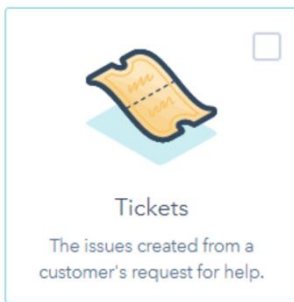 Tickets
The issues created from a
customer's request for help.